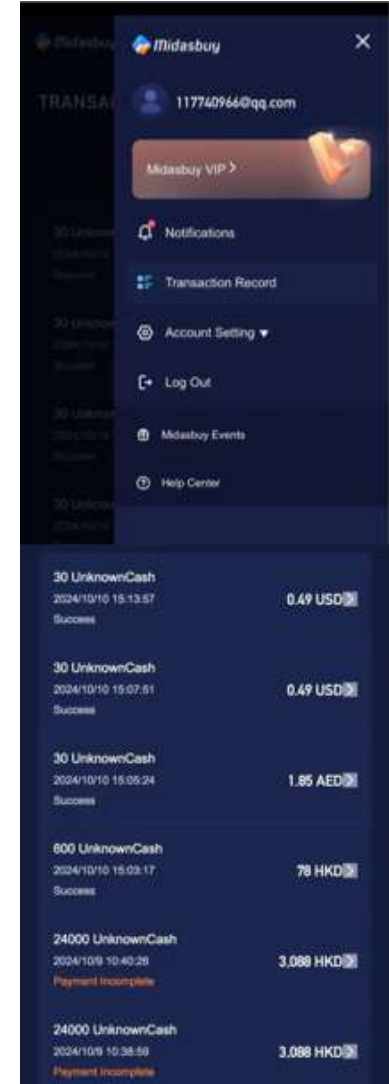 Midasbuy
117740966@qq.com
TRANSA
Midasbuy VIP >
Notifications
Transaction Record
Account Setting ▼
Log Out
Midasbuy Events
Help Center
30 UnknownCash
2024/10/10 15:13:57
0.49 USD >
Success
30 UnknownCash
2024/10/10 15:07:51
0.49 USD >
Success
30 UnknownCash
2024/10/10 15:05:24
1.85 AED >
Success
600 UnknownCash
2024/10/10 15:03:17
78 HKD >
Success
24000 UnknownCash
2024/10/9 10:40:26
3,088 HKD >
Payment Incomplete
24000 UnknownCash
2024/10/9 10:38:59
3,088 HKD >
Payment Incomplete